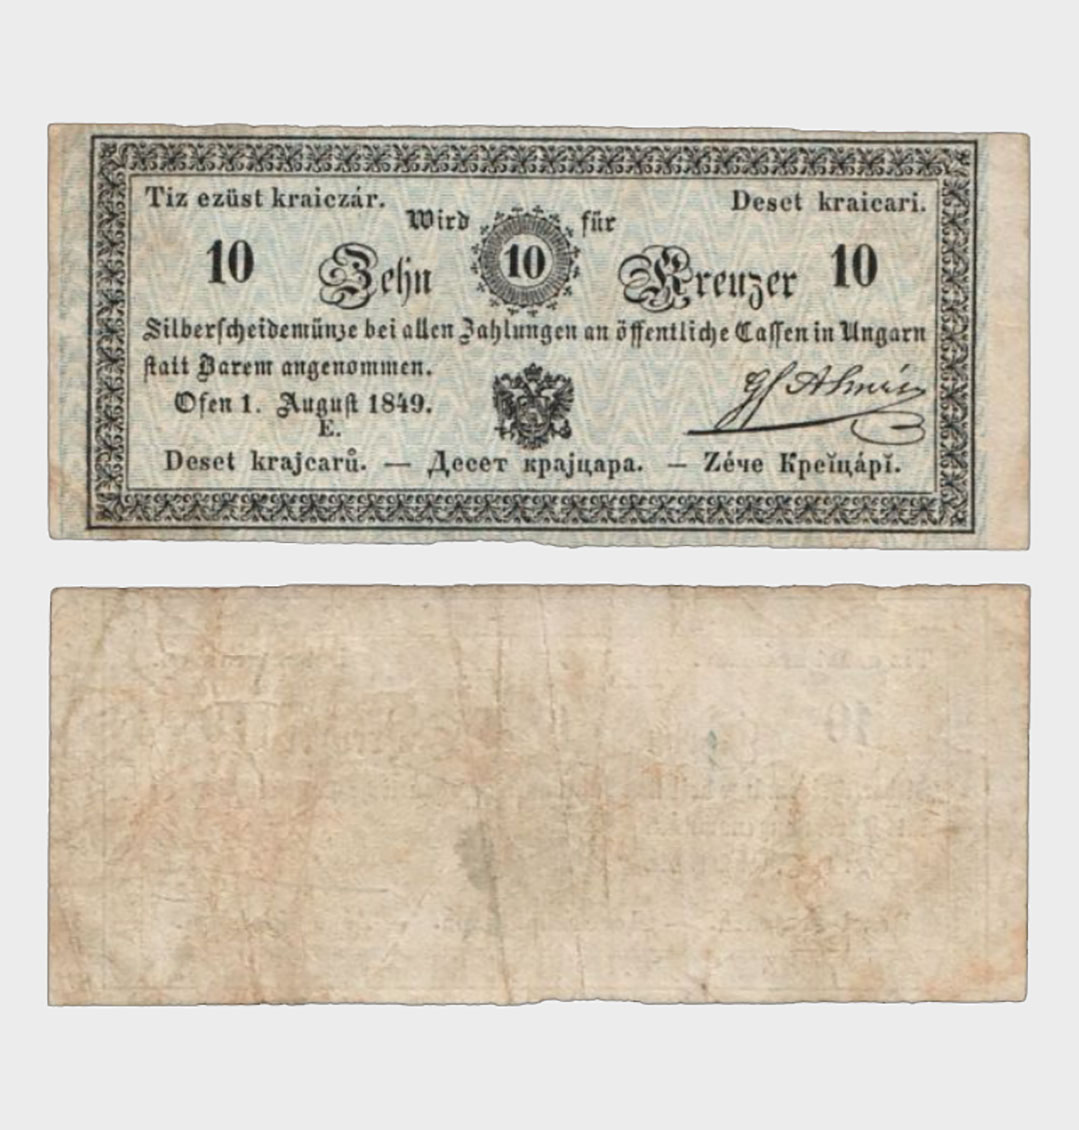 Tiz ezüst kraiczár. Deset kraicari.
Wird für
10 Zehn 10 Kreuzer 10
Silberscheidemünze bei allen Zahlungen an öffentliche Cassen in Ungarn
statt Barem angenommen.
Ofen 1. August 1849.
E.
Deset krajcarů. — Десет крајцара. — Zéче Креĭцáрĭ.